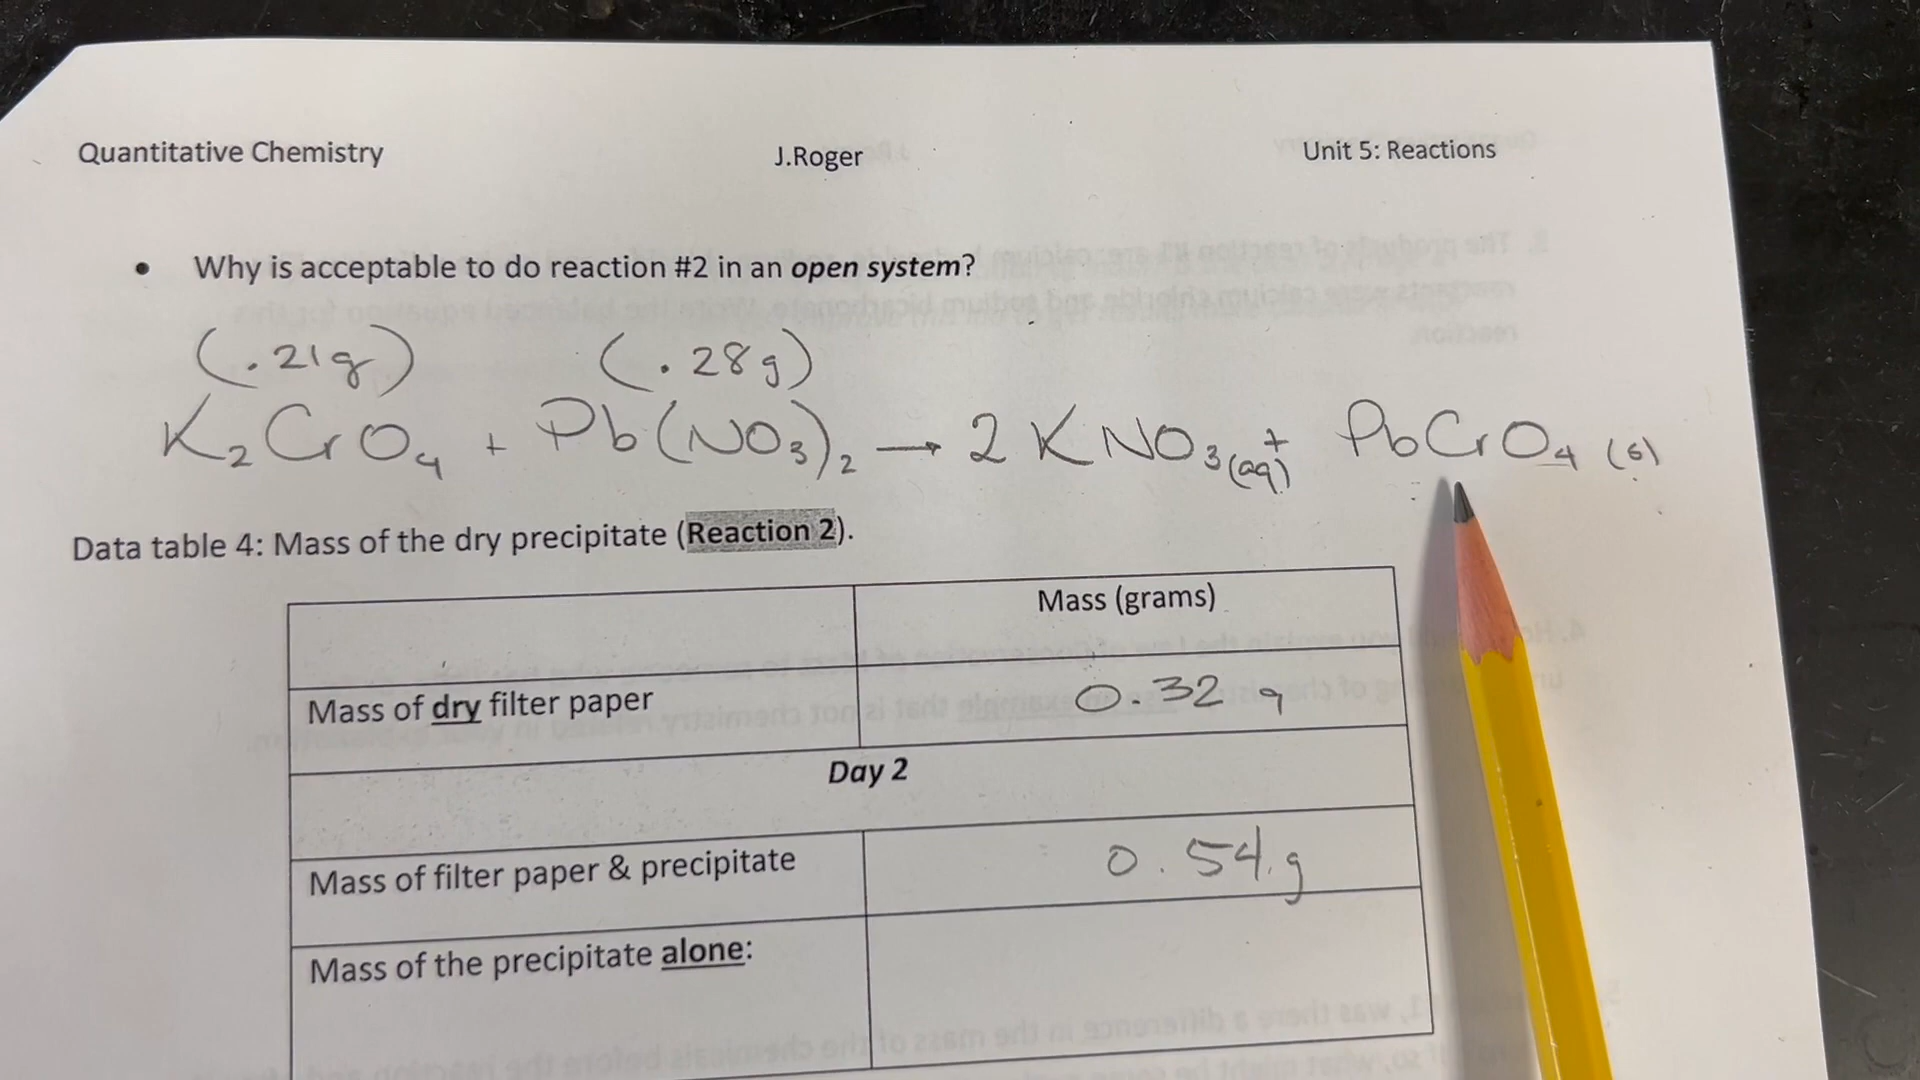 Quantitative Chemistry J.Roger Unit 5: Reactions
• Why is acceptable to do reaction #2 in an open system?
(.21g) (.28g)
K₂CrO₄ + Pb(NO₃)₂ → 2 KNO₃(aq) + PbCrO₄ (s)
Data table 4: Mass of the dry precipitate (Reaction 2).
Mass (grams)
Mass of dry filter paper 0.32 g
Day 2
Mass of filter paper & precipitate 0.54 g
Mass of the precipitate alone: